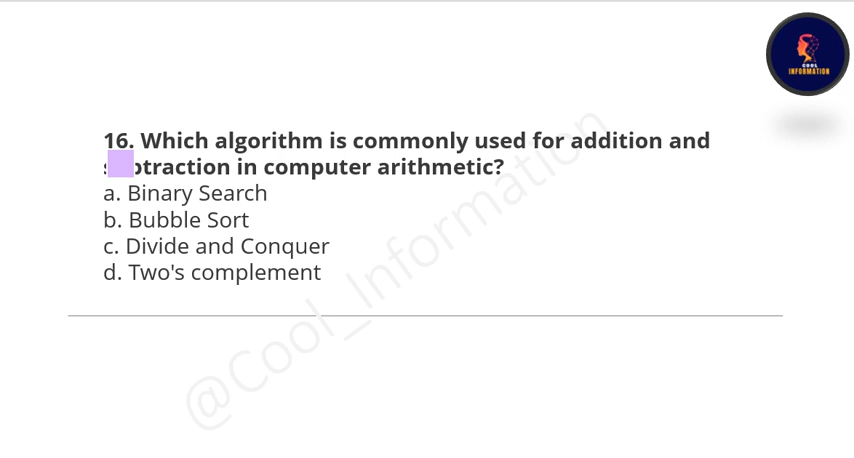 COOL
INFORMATION
16. Which algorithm is commonly used for addition and
in computer arithmetic?
a. Binary Search
b. Bubble Sort
c. Divide and Conquer
d. Two's complement
@Cool_Information